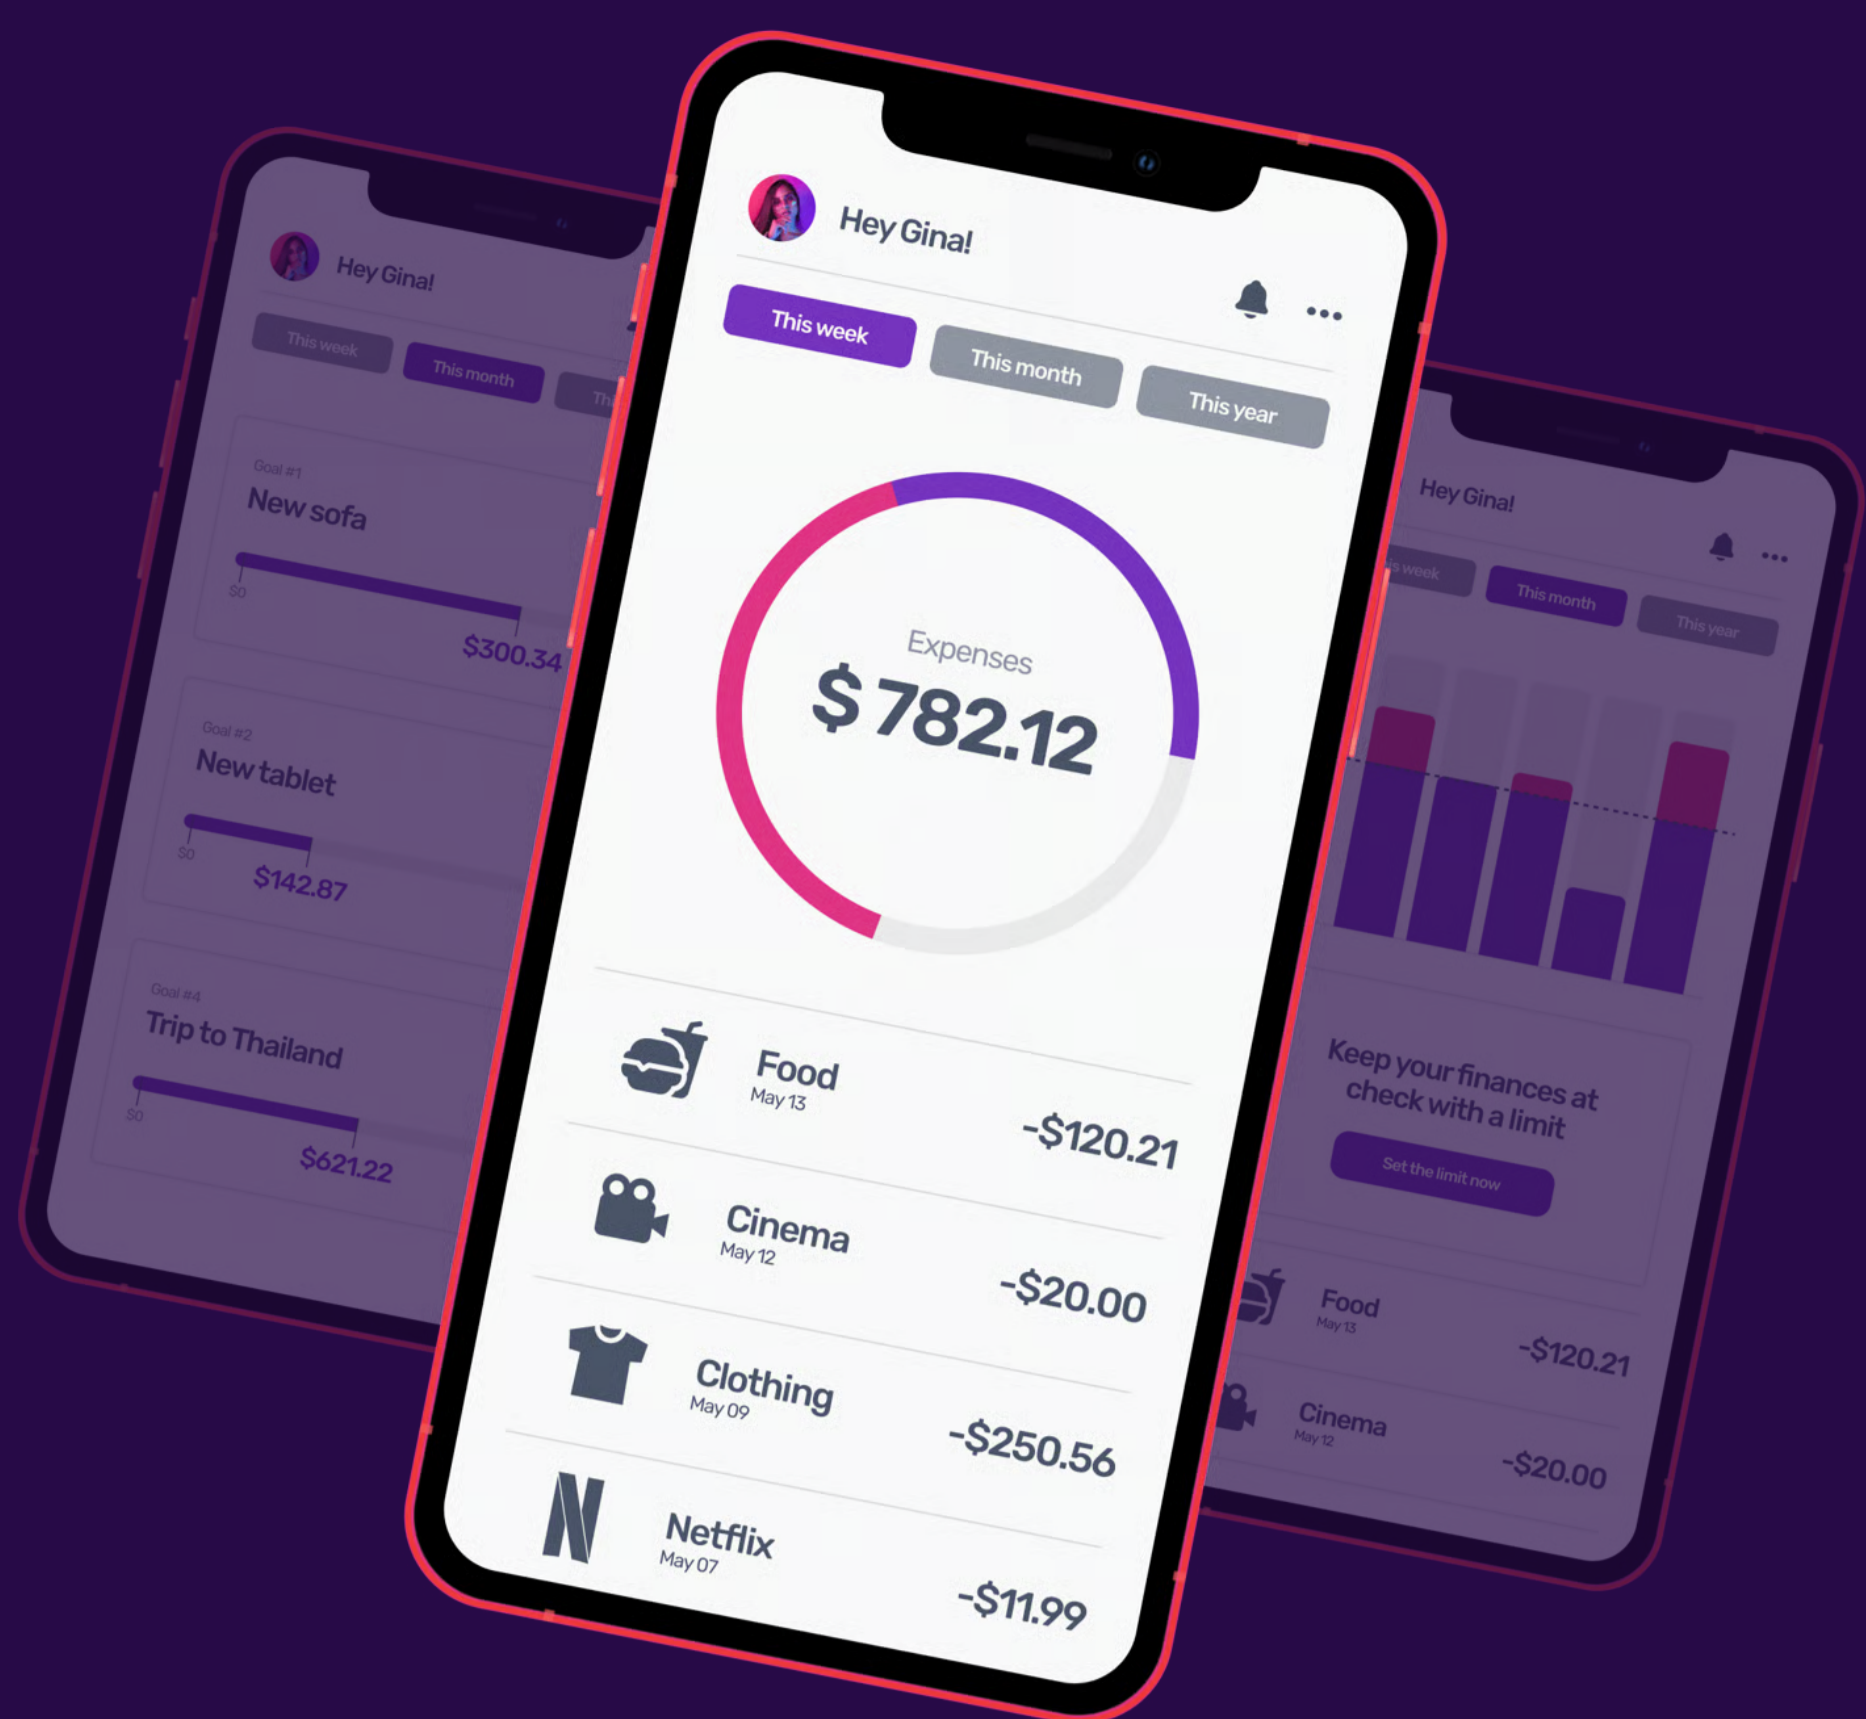 Hey Gina!
This week
This month
Goal #1
New sofa
$0
$300.34
Goal #2
New tablet
$0
$142.87
Goal #4
Trip to Thailand
$0
$621.22
Hey Gina!
This week
This month
This year
Expenses
$ 782.12
Food
May 13
-$120.21
Cinema
May 12
-$20.00
Clothing
May 09
-$250.56
Netflix
May 07
-$11.99
Hey Gina!
week
This month
This year
Keep your finances at
check with a limit
Set the limit now
Food
May 13
-$120.21
Cinema
May 12
-$20.00